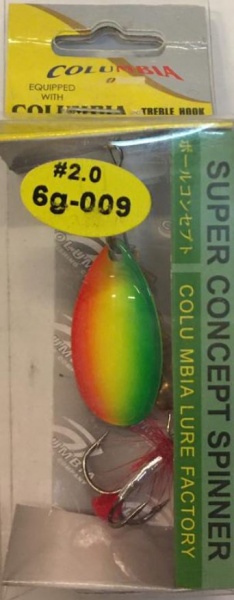 COLUMBIA
EQUIPPED
WITH
COLUMBIA TREBLE HOOK
#2.0
6g-009
ボールコンセプト
SUPER CONCEPT SPINNER
COLU MBIA LURE FACTORY